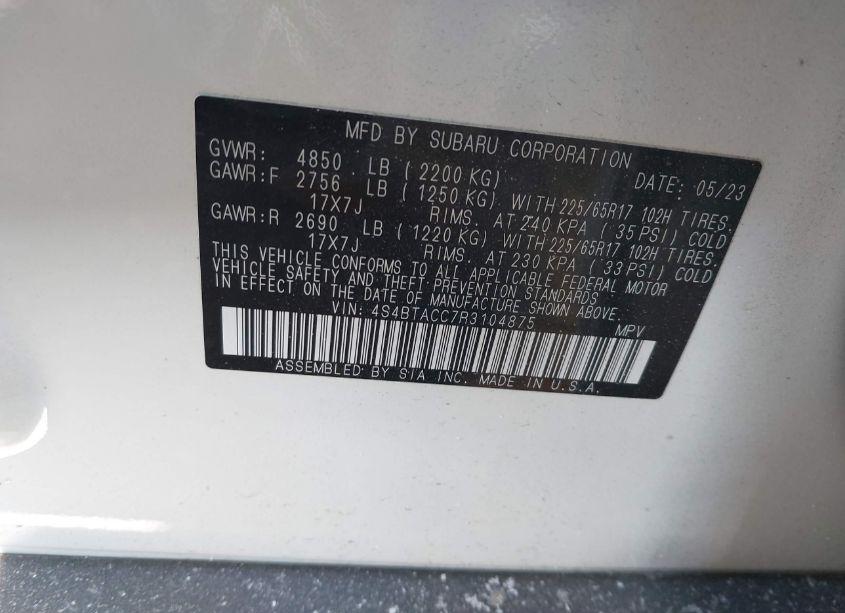 MFD BY SUBARU CORPORATION
GVWR: 4850 LB (2200 KG) DATE: 05/23
GAWR:F 2756 LB (1250 KG) WITH 225/65R17 102H TIRES.
17X7J RIMS. AT 240 KPA (35 PSI) COLD
GAWR:R 2690 LB (1220 KG) WITH 225/65R17 102H TIRES.
17X7J RIMS. AT 230 KPA (33 PSI) COLD
THIS VEHICLE CONFORMS TO ALL APPLICABLE FEDERAL MOTOR
VEHICLE SAFETY AND THEFT PREVENTION STANDARDS
IN EFFECT ON THE DATE OF MANUFACTURE SHOWN ABOVE.
VIN: 4S4BTACC7R3104875 MPV
ASSEMBLED BY SIA INC. MADE IN U.S.A.